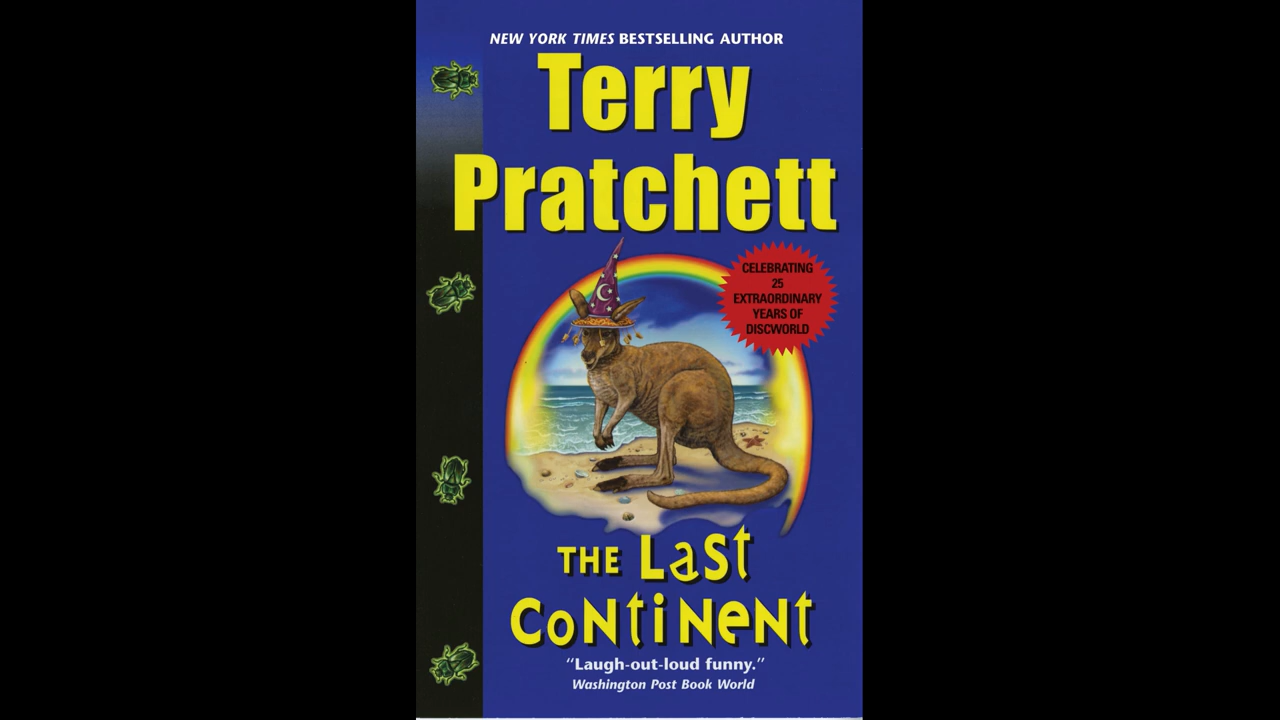 NEW YORK TIMES BESTSELLING AUTHOR
Terry
Pratchett
CELEBRATING
25
EXTRAORDINARY
YEARS OF
DISCWORLD
THE LaST
CoNTiNeNT
“Laugh-out-loud funny.”
Washington Post Book World